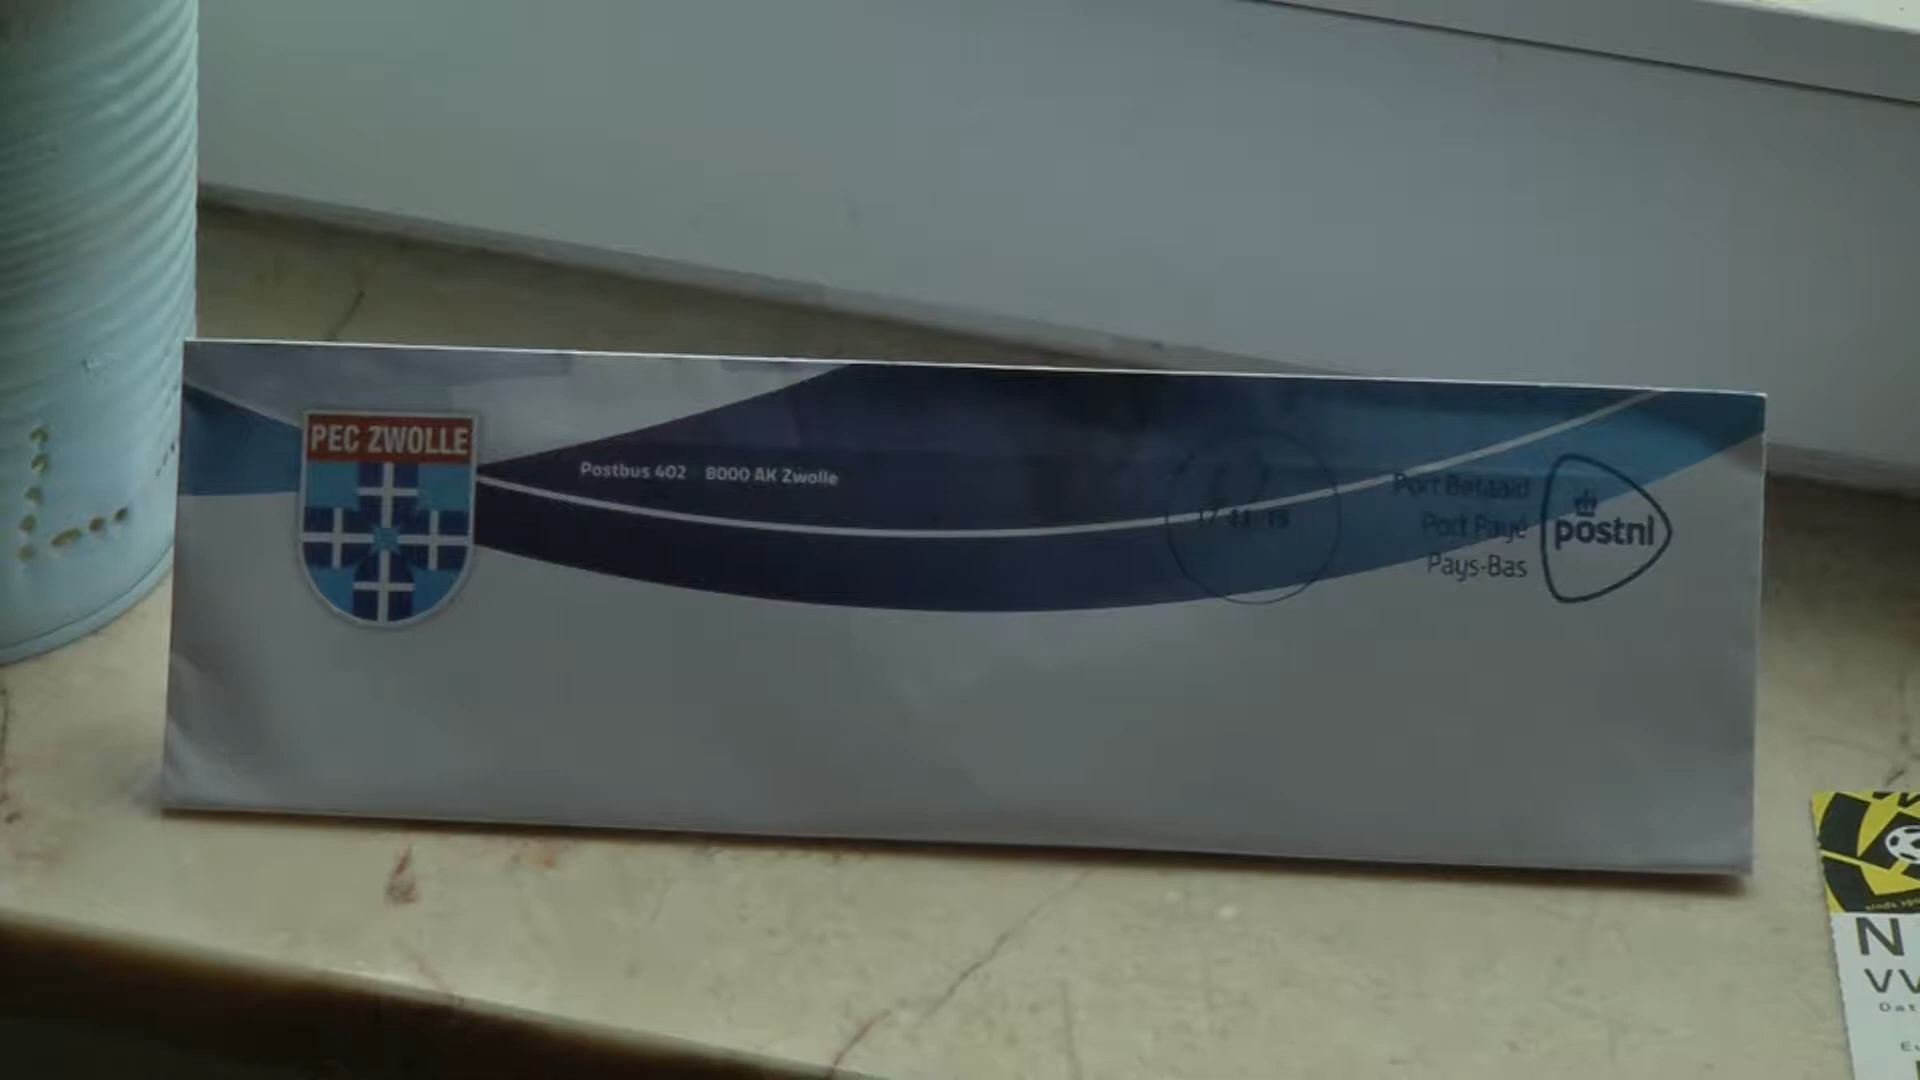 PEC ZWOLLE
Postbus 402 8000 AK Zwolle
Port Betaald
Port Payé
Pays-Bas
postnl
N